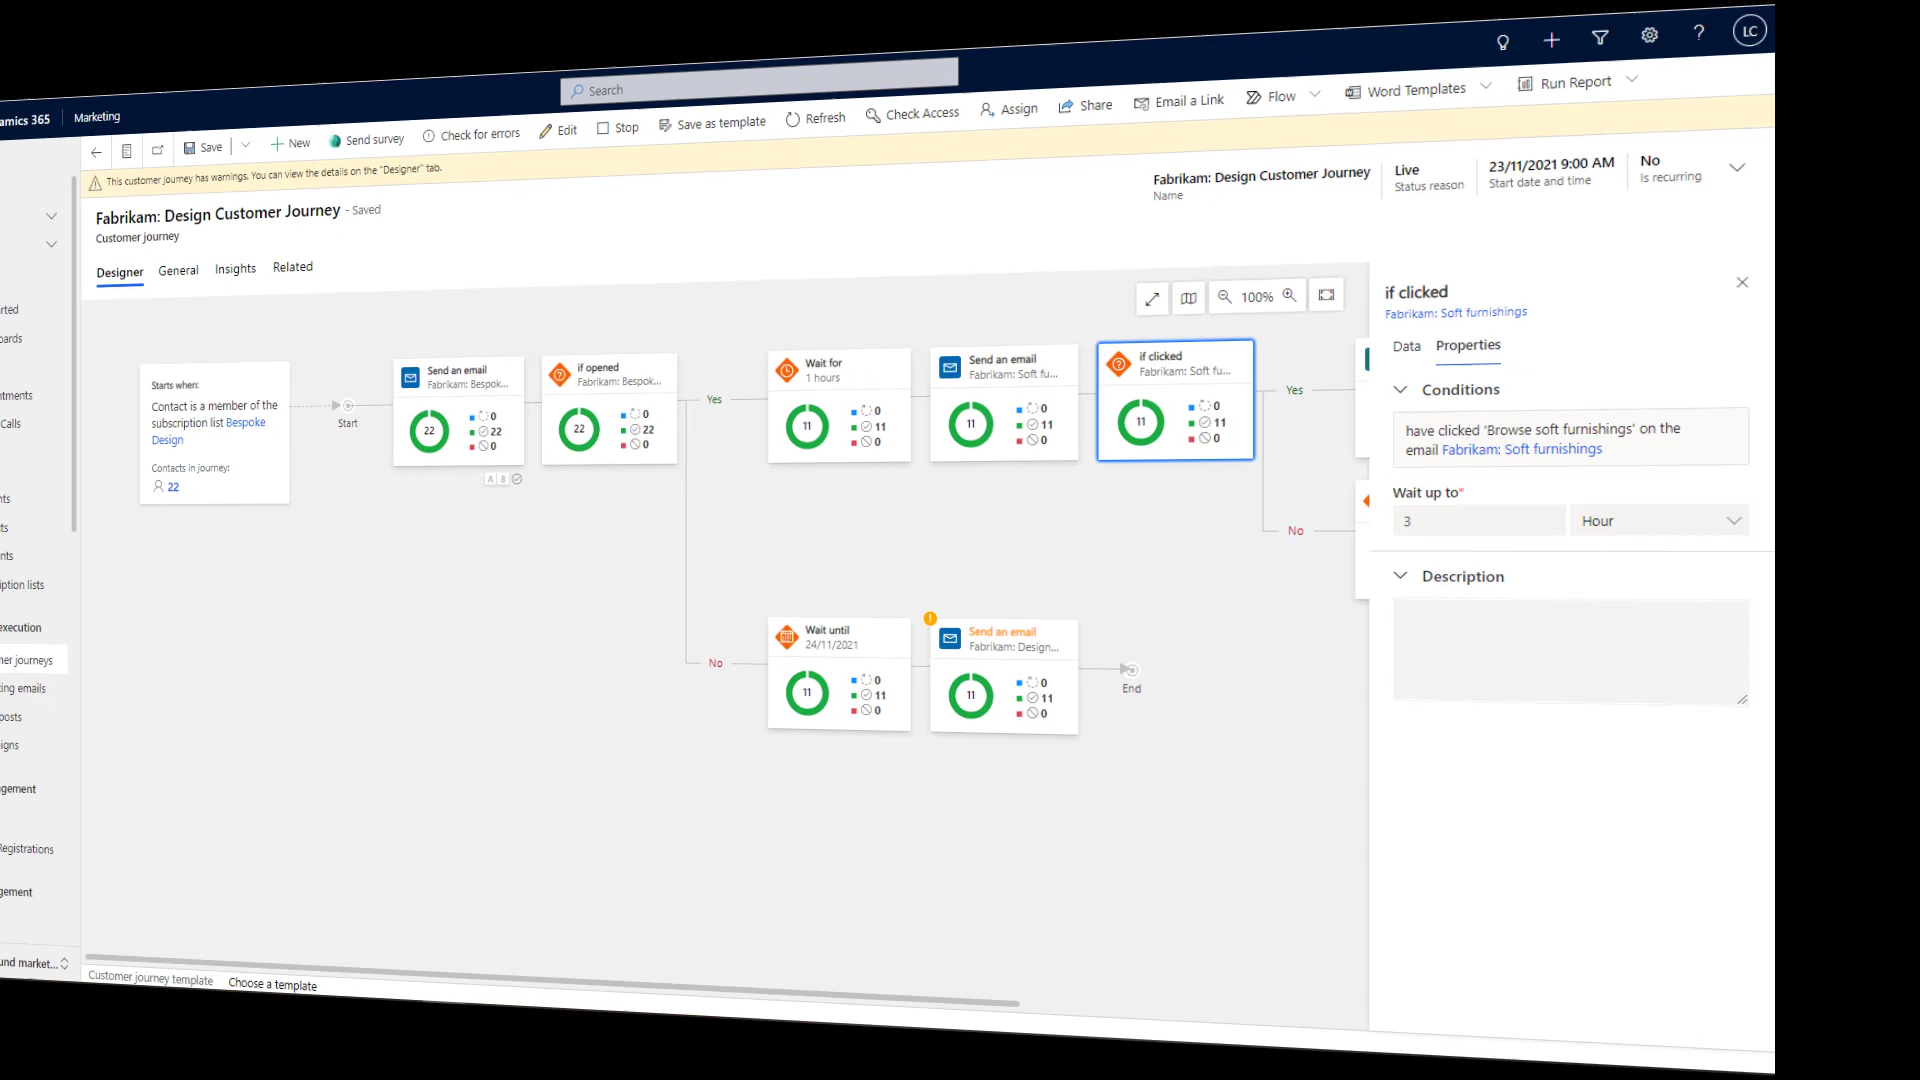 Search
LC
amics 365
Marketing
Save
New
Send survey
Check for errors
Edit
Stop
Save as template
Refresh
Check Access
Assign
Share
Email a Link
Flow
Word Templates
Run Report
This customer journey has warnings. You can view the details on the "Designer" tab.
Fabrikam: Design Customer Journey - Saved
Customer journey
Fabrikam: Design Customer Journey
Name
Live
Status reason
23/11/2021 9:00 AM
Start date and time
No
Is recurring
Designer
General
Insights
Related
100%
arted
oards
ntments
Calls
nts
ts
nts
iption lists
execution
ner journeys
ting emails
posts
igns
gement
Registrations
gement
und market...
Starts when:
Contact is a member of the
subscription list Bespoke
Design
Contacts in journey:
22
Start
Send an email
Fabrikam: Bespok...
22
0
22
0
A B
if opened
Fabrikam: Bespok...
22
0
22
0
Yes
Wait for
1 hours
11
0
11
0
Send an email
Fabrikam: Soft fu...
11
0
11
0
if clicked
Fabrikam: Soft fu...
11
0
11
0
Yes
No
No
Wait until
24/11/2021
11
0
11
0
Send an email
Fabrikam: Design...
11
0
11
0
End
if clicked
Fabrikam: Soft furnishings
Data
Properties
Conditions
have clicked 'Browse soft furnishings' on the
email Fabrikam: Soft furnishings
Wait up to*
3
Hour
Description
Customer journey template
Choose a template